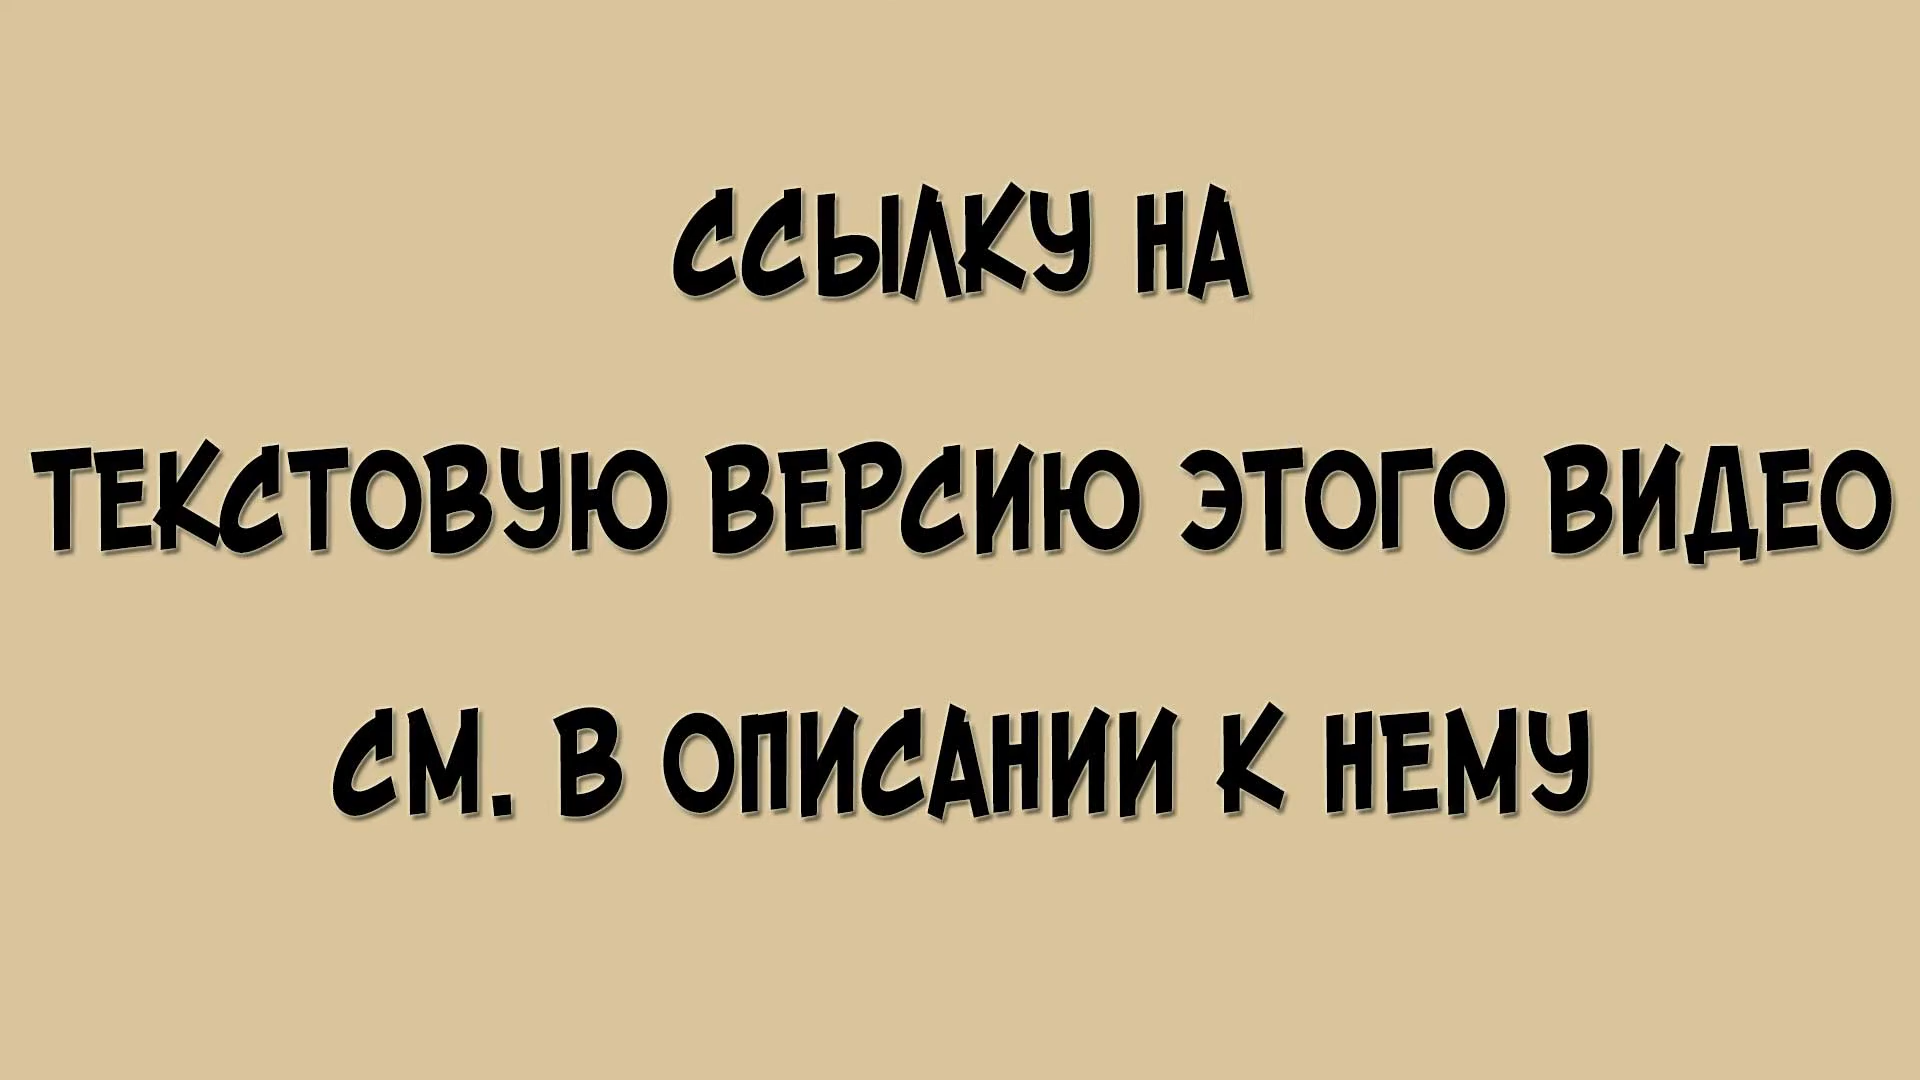 ССЫЛКУ НА
ТЕКСТОВУЮ ВЕРСИЮ ЭТОГО ВИДЕО
СМ. В ОПИСАНИИ К НЕМУ